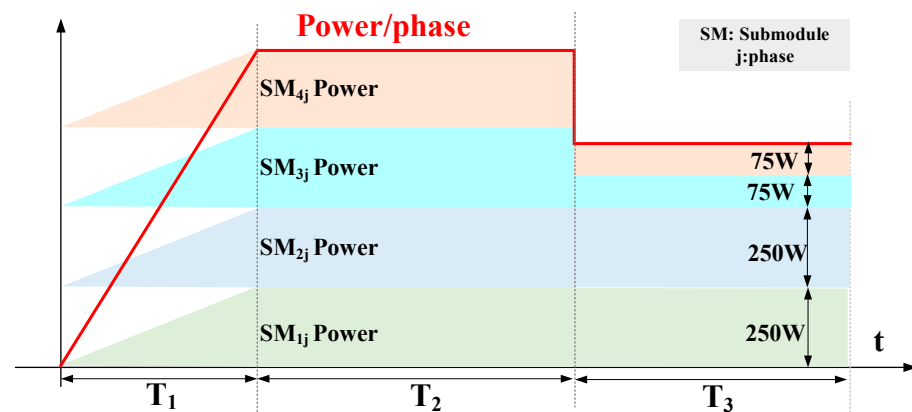 Power/phase
SM: Submodule
j:phase
SM4j Power
SM3j Power
SM2j Power
SM1j Power
75W
75W
250W
250W
t
T1
T2
T3